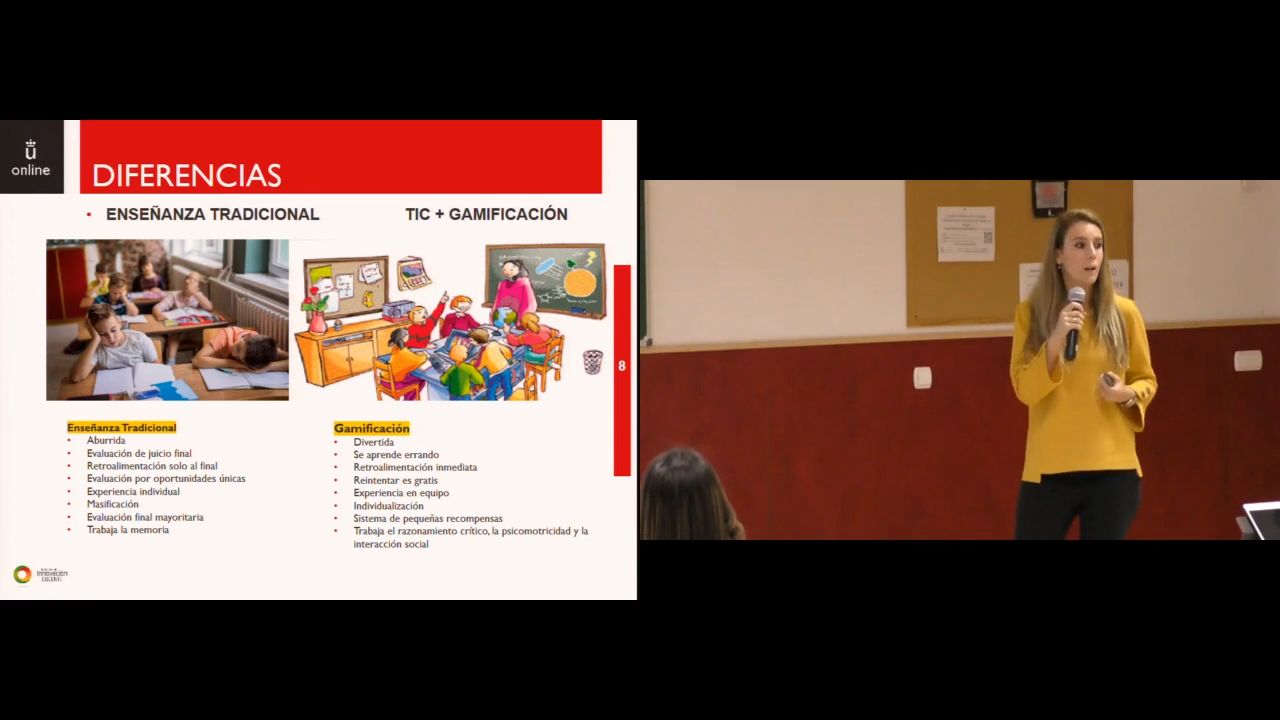 ü
online
DIFERENCIAS
• ENSEÑANZA TRADICIONAL
TIC + GAMIFICACIÓN
8
Enseñanza Tradicional
• Aburrida
• Evaluación de juicio final
• Retroalimentación solo al final
• Evaluación por oportunidades únicas
• Experiencia individual
• Masificación
• Evaluación final mayoritaria
• Trabaja la memoria
Gamificación
• Divertida
• Se aprende errando
• Retroalimentación inmediata
• Reintentar es gratis
• Experiencia en equipo
• Individualización
• Sistema de pequeñas recompensas
• Trabaja el razonamiento crítico, la psicomotricidad y la
interacción social
innovación